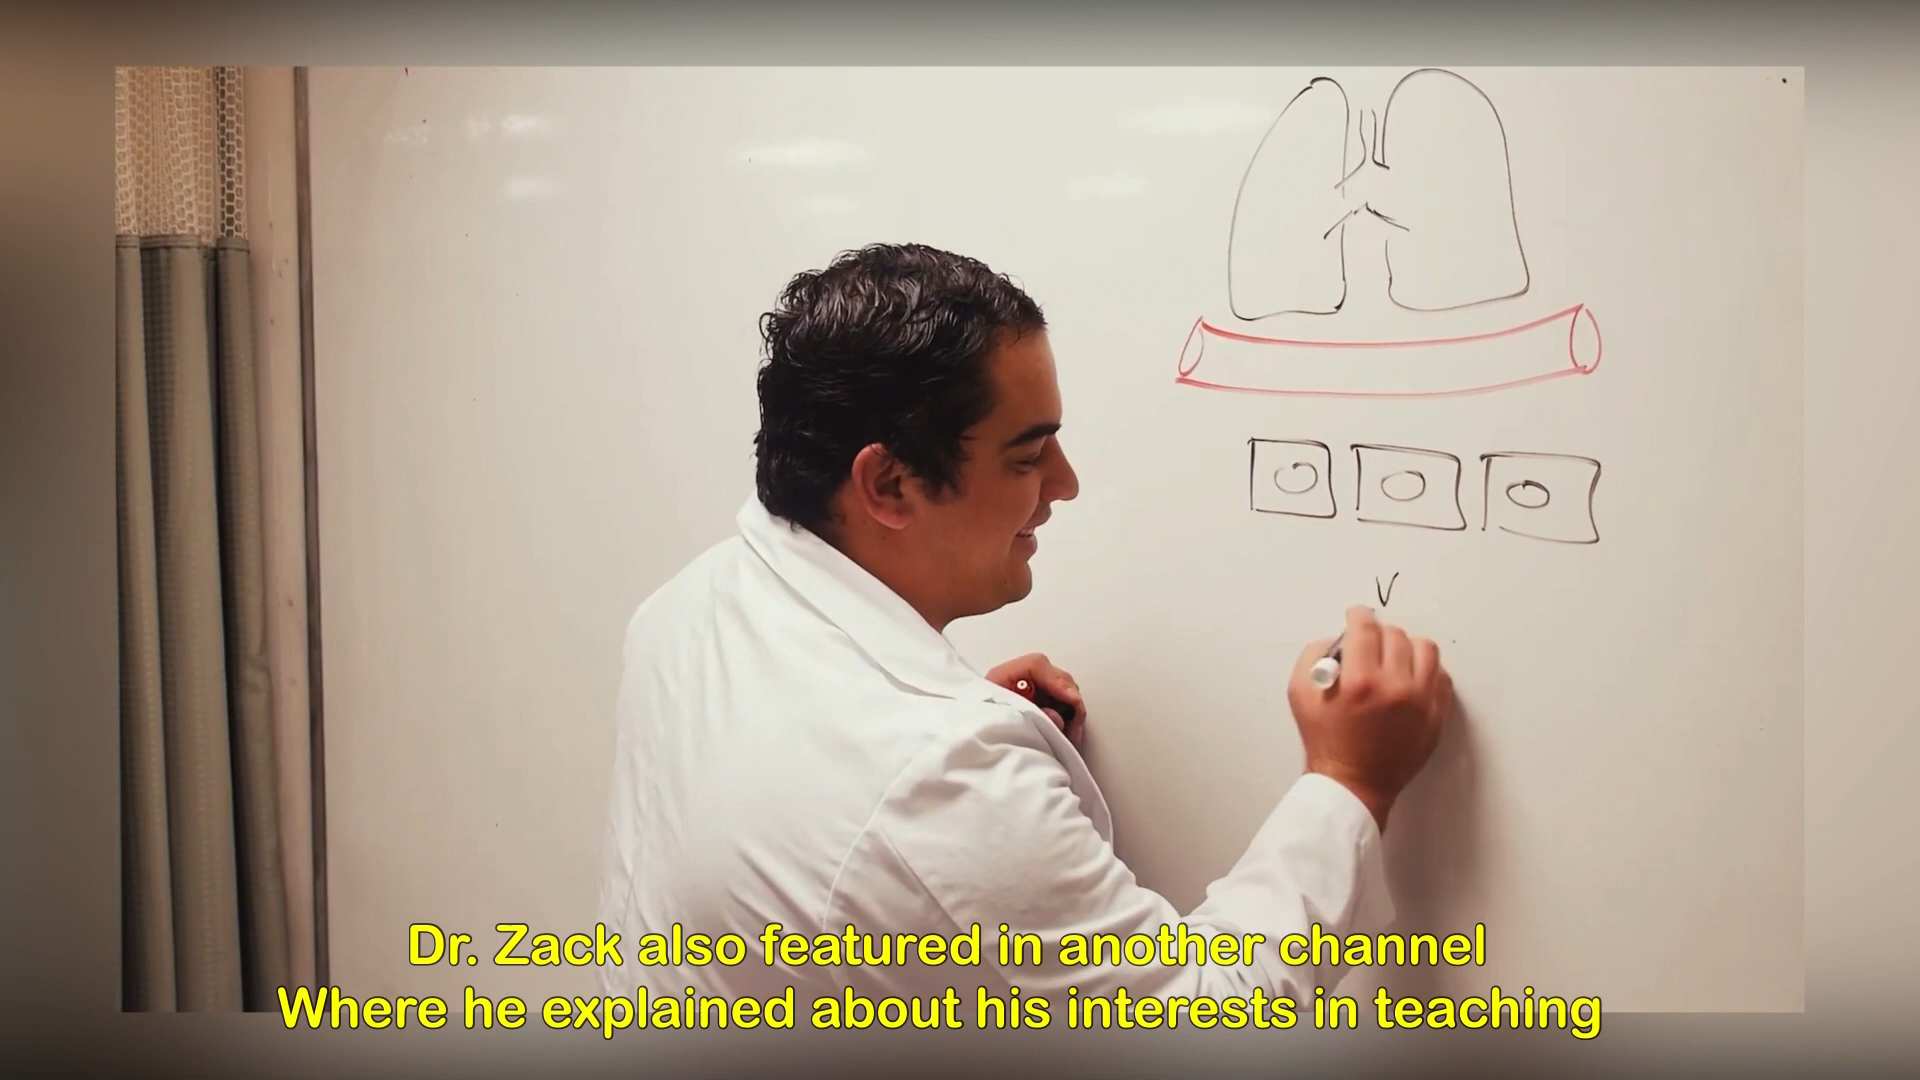 V
Dr. Zack also featured in another channel
Where he explained about his interests in teaching